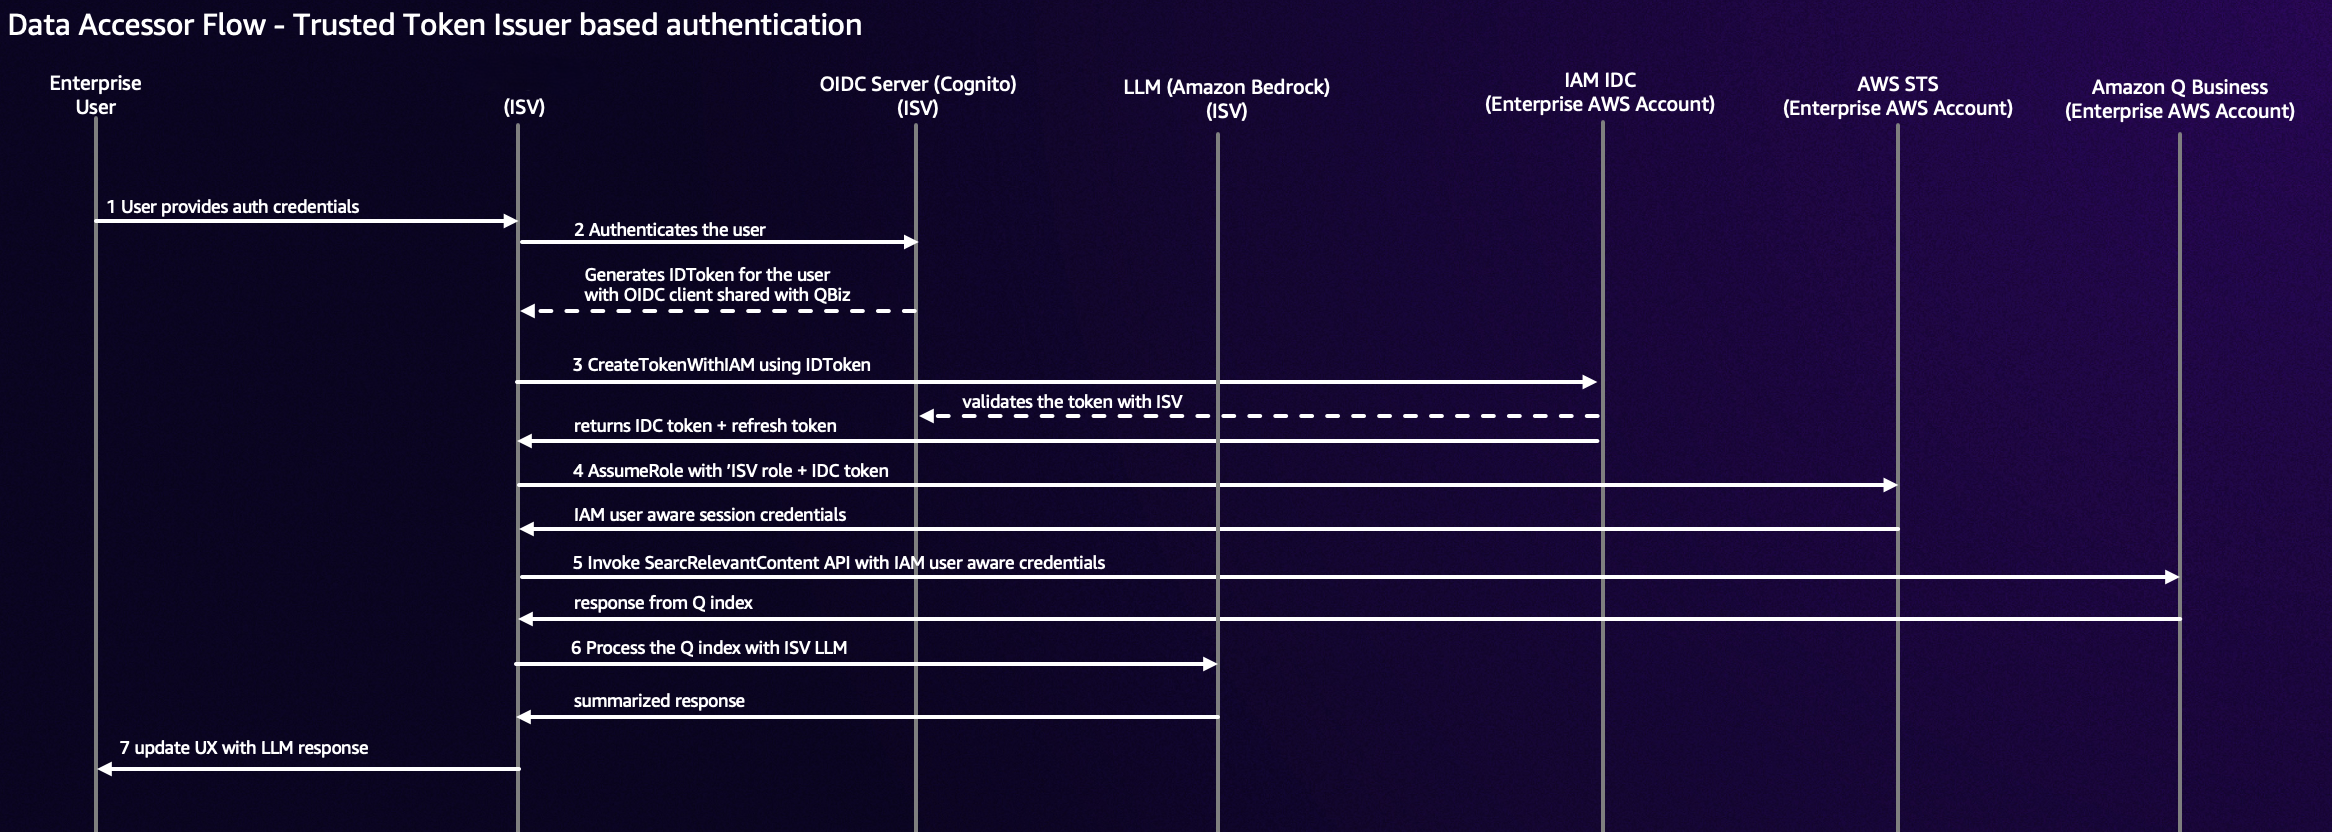 Data Accessor Flow - Trusted Token Issuer based authentication
Enterprise
User
(ISV)
OIDC Server (Cognito)
(ISV)
LLM (Amazon Bedrock)
(ISV)
IAM IDC
(Enterprise AWS Account)
AWS STS
(Enterprise AWS Account)
Amazon Q Business
(Enterprise AWS Account)
1 User provides auth credentials
2 Authenticates the user
Generates IDToken for the user
with OIDC client shared with QBiz
3 CreateTokenWithIAM using IDToken
validates the token with ISV
returns IDC token + refresh token
4 AssumeRole with 'ISV role + IDC token
IAM user aware session credentials
5 Invoke SearcRelevantContent API with IAM user aware credentials
response from Q index
6 Process the Q index with ISV LLM
summarized response
7 update UX with LLM response